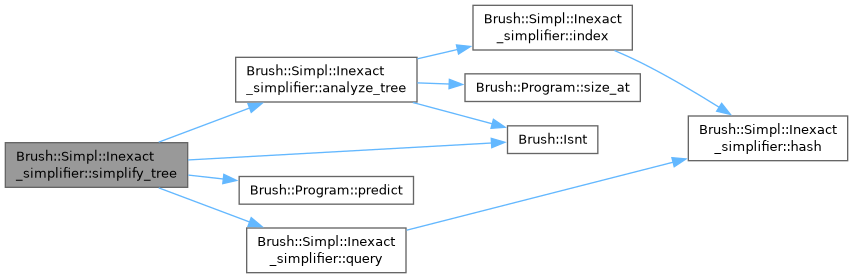 Brush::Simpl::Inexact
_simplifier::simplify_tree
Brush::Simpl::Inexact
_simplifier::analyze_tree
Brush::Simpl::Inexact
_simplifier::index
Brush::Program::size_at
Brush::Isnt
Brush::Program::predict
Brush::Simpl::Inexact
_simplifier::query
Brush::Simpl::Inexact
_simplifier::hash